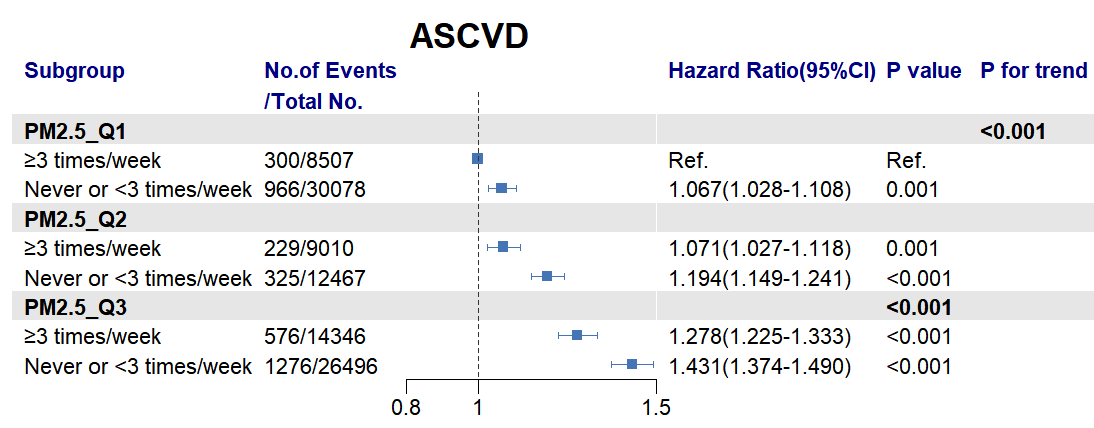 ASCVD
Subgroup No.of Events Hazard Ratio(95%CI) P value P for trend
/Total No.
PM2.5_Q1 <0.001
≥3 times/week 300/8507 Ref. Ref.
Never or <3 times/week 966/30078 1.067(1.028-1.108) 0.001
PM2.5_Q2
≥3 times/week 229/9010 1.071(1.027-1.118) 0.001
Never or <3 times/week 325/12467 1.194(1.149-1.241) <0.001
PM2.5_Q3 <0.001
≥3 times/week 576/14346 1.278(1.225-1.333) <0.001
Never or <3 times/week 1276/26496 1.431(1.374-1.490) <0.001
0.8 1 1.5